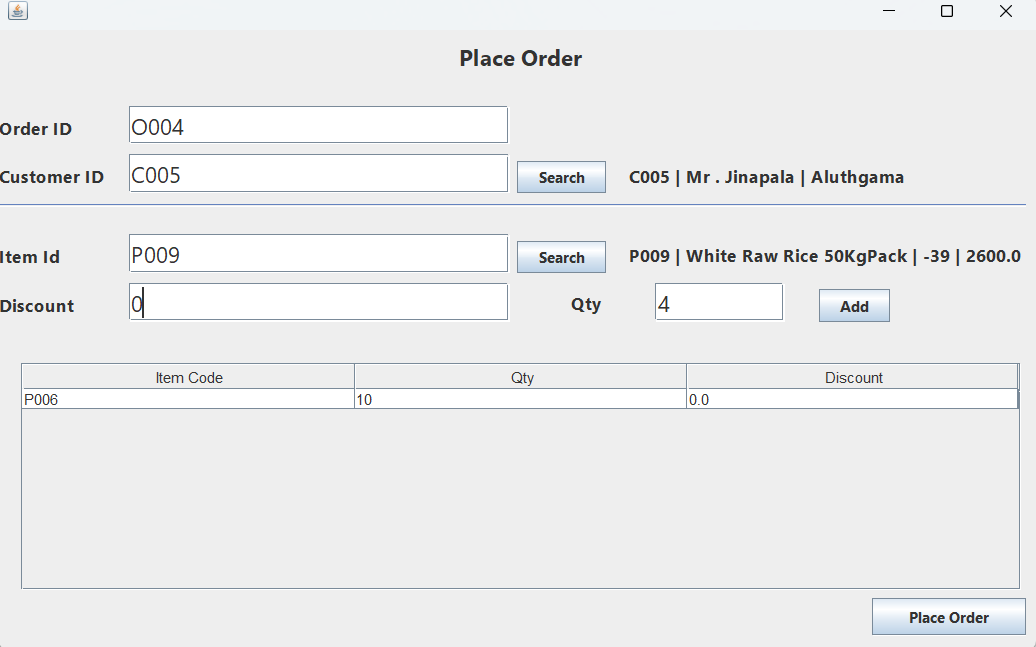 Place Order
Order ID O004
Customer ID C005 Search C005 | Mr . Jinapala | Aluthgama
Item Id P009 Search P009 | White Raw Rice 50KgPack | -39 | 2600.0
Discount 0 Qty 4 Add
Item Code Qty Discount
P006 10 0.0
Place Order